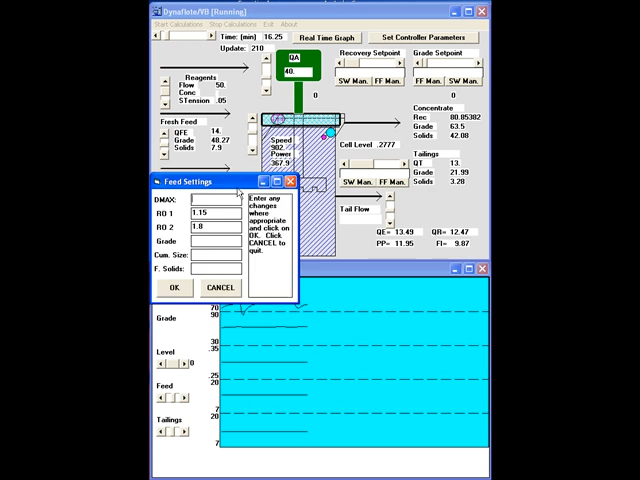 Dynaflote/VB [Running]
Start Calculations Stop Calculations Exit About
Time: (min) 16.25 Real Time Graph Set Controller Parameters
Update: 210
QA
40.
0
Recovery Setpoint Grade Setpoint
SW Man. FF Man. SW Man. FF Man.
0
Reagents
Flow 50.
Conc
STension .05
Fresh Feed
QFE 14.
Grade 48.27
Solids 7.9
Speed
902
Power
367.9
Concentrate
Rec 80.85382
Grade 63.5
Solids 42.08
Cell Level .2777
Tailings
QT 13.
Grade 21.99
Solids 3.28
SW Man. FF Man.
Tail Flow
QE= 13.49 QR= 12.47
PP= 11.95 FI= 9.87
Feed Settings
DMAX:
RO 1 1.15
RO 2 1.8
Grade
Cum. Size:
F. Solids:
Enter any
changes
where
appropriate
and click on
OK. Click
CANCEL to
quit.
OK CANCEL
70
90
Grade
30
.35
Level
0
.25
20
Feed
7
20
Tailings
7